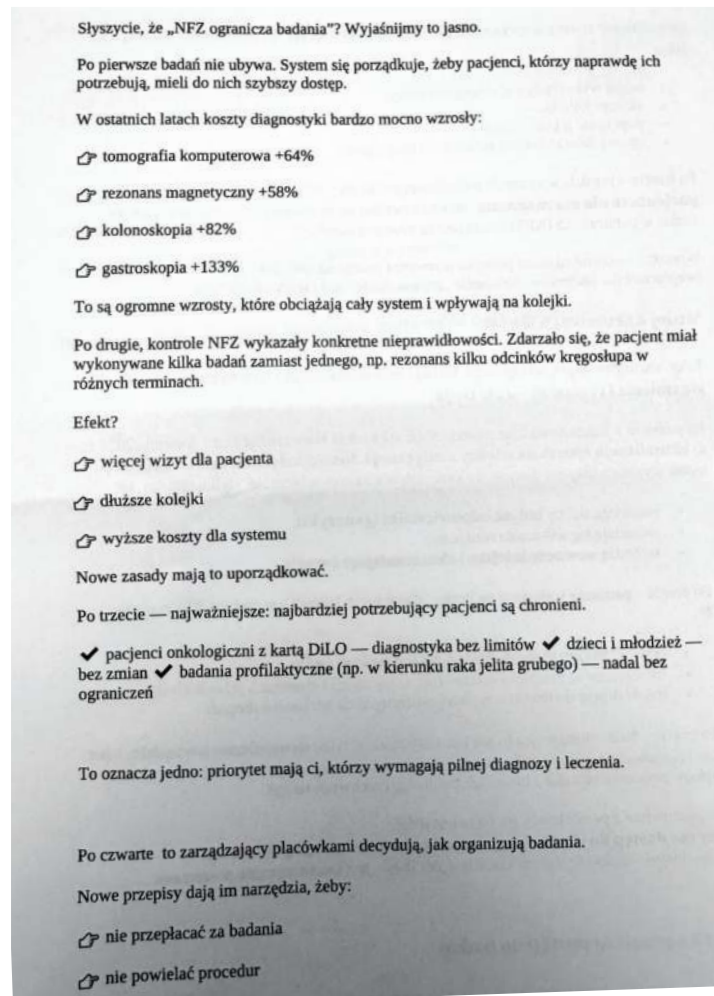 Słyszycie, że „NFZ ogranicza badania”? Wyjaśnijmy to jasno.
Po pierwsze badań nie ubywa. System się porządkuje, żeby pacjenci, którzy naprawdę ich
potrzebują, mieli do nich szybszy dostęp.
W ostatnich latach koszty diagnostyki bardzo mocno wzrosły:
👉 tomografia komputerowa +64%
👉 rezonans magnetyczny +58%
👉 kolonoskopia +82%
👉 gastroskopia +133%
To są ogromne wzrosty, które obciążają cały system i wpływają na kolejki.
Po drugie, kontrole NFZ wykazały konkretne nieprawidłowości. Zdarzało się, że pacjent miał
wykonywane kilka badań zamiast jednego, np. rezonans kilku odcinków kręgosłupa w
różnych terminach.
Efekt?
👉 więcej wizyt dla pacjenta
👉 dłuższe kolejki
👉 wyższe koszty dla systemu
Nowe zasady mają to uporządkować.
Po trzecie — najważniejsze: najbardziej potrzebujący pacjenci są chronieni.
✔ pacjenci onkologiczni z kartą DiLO — diagnostyka bez limitów ✔ dzieci i młodzież —
bez zmian ✔ badania profilaktyczne (np. w kierunku raka jelita grubego) — nadal bez
ograniczeń
To oznacza jedno: priorytet mają ci, którzy wymagają pilnej diagnozy i leczenia.
Po czwarte to zarządzający placówkami decydują, jak organizują badania.
Nowe przepisy dają im narzędzia, żeby:
👉 nie przepłacać za badania
👉 nie powielać procedur